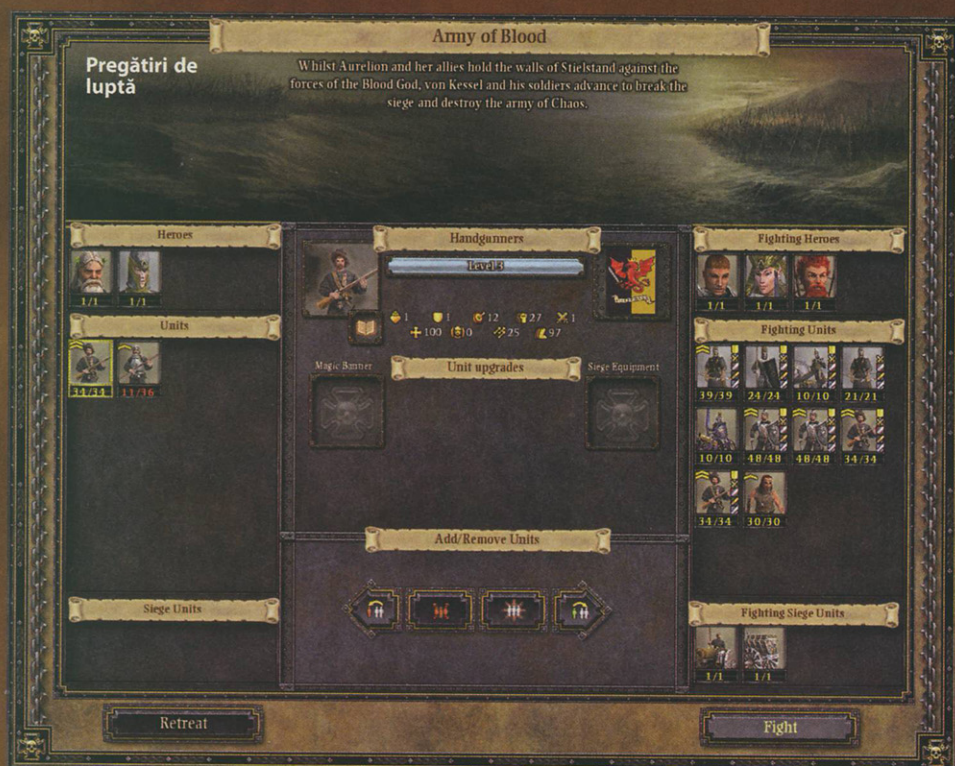 Army of Blood
Pregătiri de
luptă
Whilst Aurelion and her allies hold the walls of Stielstand against the
forces of the Blood God, von Kessel and his soldiers advance to break the
siege and destroy the army of Chaos.
Heroes
1/1 1/1
Units
34/34 11/36
Siege Units
Handgunners
Level 3
1 1 12 27 1
100 0 25 97
Magic Banner
Unit upgrades
Siege Equipment
Add/Remove Units
Fighting Heroes
1/1 1/1 1/1
Fighting Units
39/39 24/24 10/10 21/21
10/10 48/48 48/48 34/34
34/34 30/30
Fighting Siege Units
1/1 1/1
Retreat
Fight